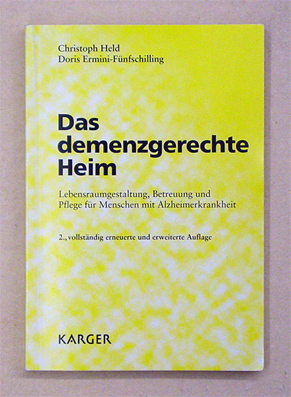 Christoph Held
Doris Ermini-Fünfschilling
Das
demenzgerechte
Heim
Lebensraumgestaltung, Betreuung und
Pflege für Menschen mit Alzheimerkrankheit
2., vollständig erneuerte und erweiterte Auflage
KARGER